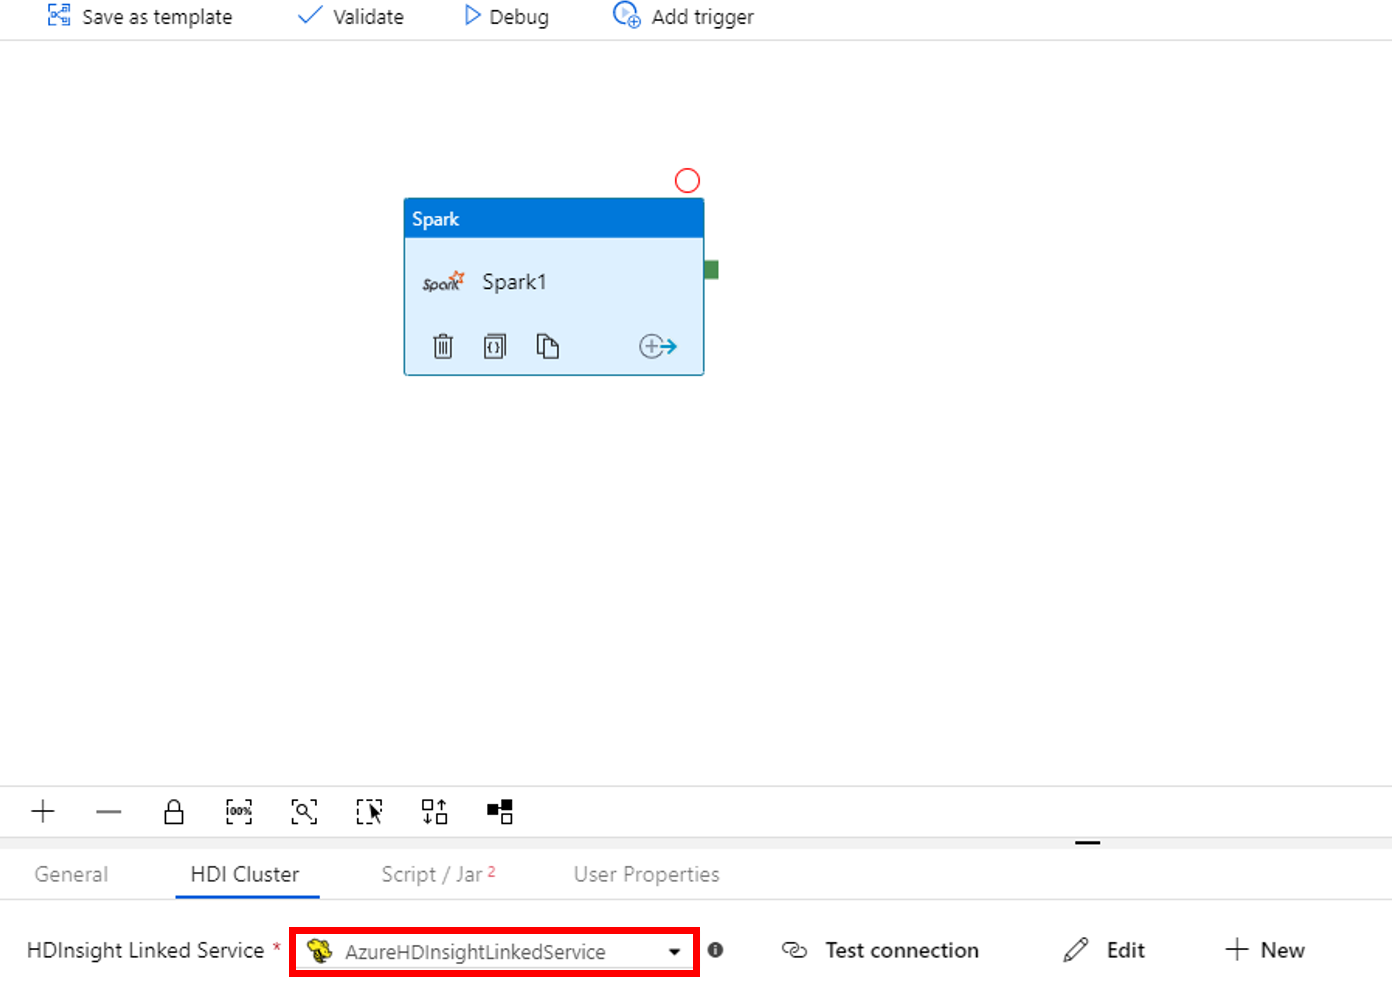 Save as template Validate Debug Add trigger
Spark
Spark Spark1
100%
General HDI Cluster Script / Jar 2 User Properties
HDInsight Linked Service * AzureHDInsightLinkedService Test connection Edit New